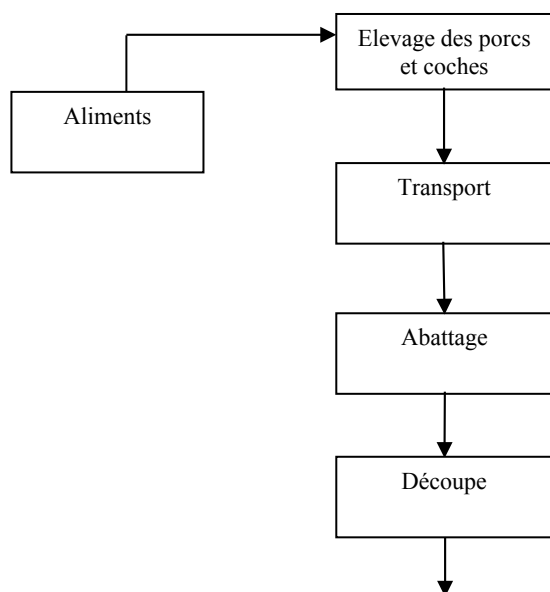 Elevage des porcs
et coches
Aliments
Transport
Abattage
Découpe